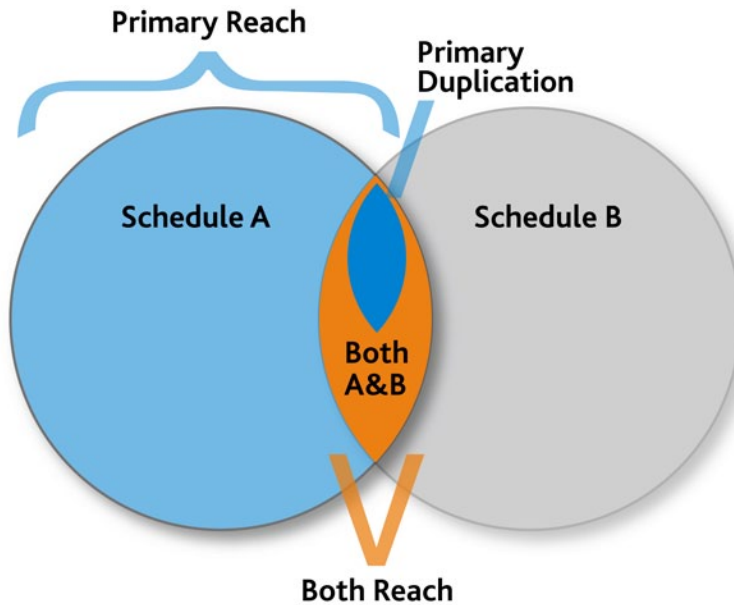 Primary Reach
Primary
Duplication
Schedule A
Schedule B
Both
A&B
Both Reach